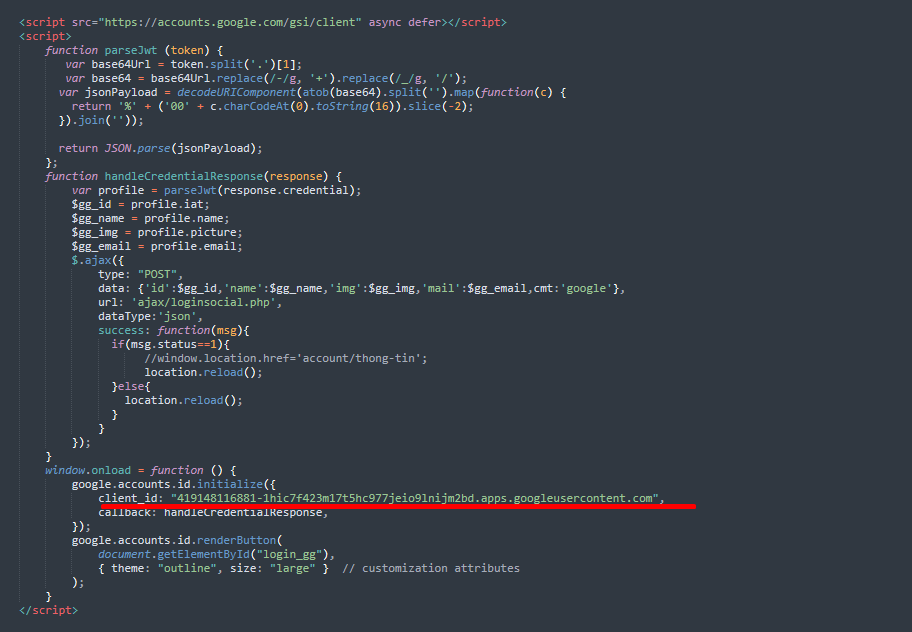 <script src="https://accounts.google.com/gsi/client" async defer></script>
<script>
function parseJwt (token) {
var base64Url = token.split('.')[1];
var base64 = base64Url.replace(/-/g, '+').replace(/_/g, '/');
var jsonPayload = decodeURIComponent(atob(base64).split('').map(function(c) {
return '%' + ('00' + c.charCodeAt(0).toString(16)).slice(-2);
}).join(''));
return JSON.parse(jsonPayload);
};
function handleCredentialResponse(response) {
var profile = parseJwt(response.credential);
$gg_id = profile.iat;
$gg_name = profile.name;
$gg_img = profile.picture;
$gg_email = profile.email;
$.ajax({
type: "POST",
data: {'id':$gg_id,'name':$gg_name,'img':$gg_img,'mail':$gg_email,cmt:'google'},
url: 'ajax/loginsocial.php',
dataType:'json',
success: function(msg){
if(msg.status==1){
//window.location.href='account/thong-tin';
location.reload();
}else{
location.reload();
}
}
});
}
window.onload = function () {
google.accounts.id.initialize({
client_id: "419148116881-1hic7f423m17t5hc977jeio9lnijm2bd.apps.googleusercontent.com",
callback: handleCredentialResponse,
});
google.accounts.id.renderButton(
document.getElementById("login_gg"),
{ theme: "outline", size: "large" } // customization attributes
);
}
</script>